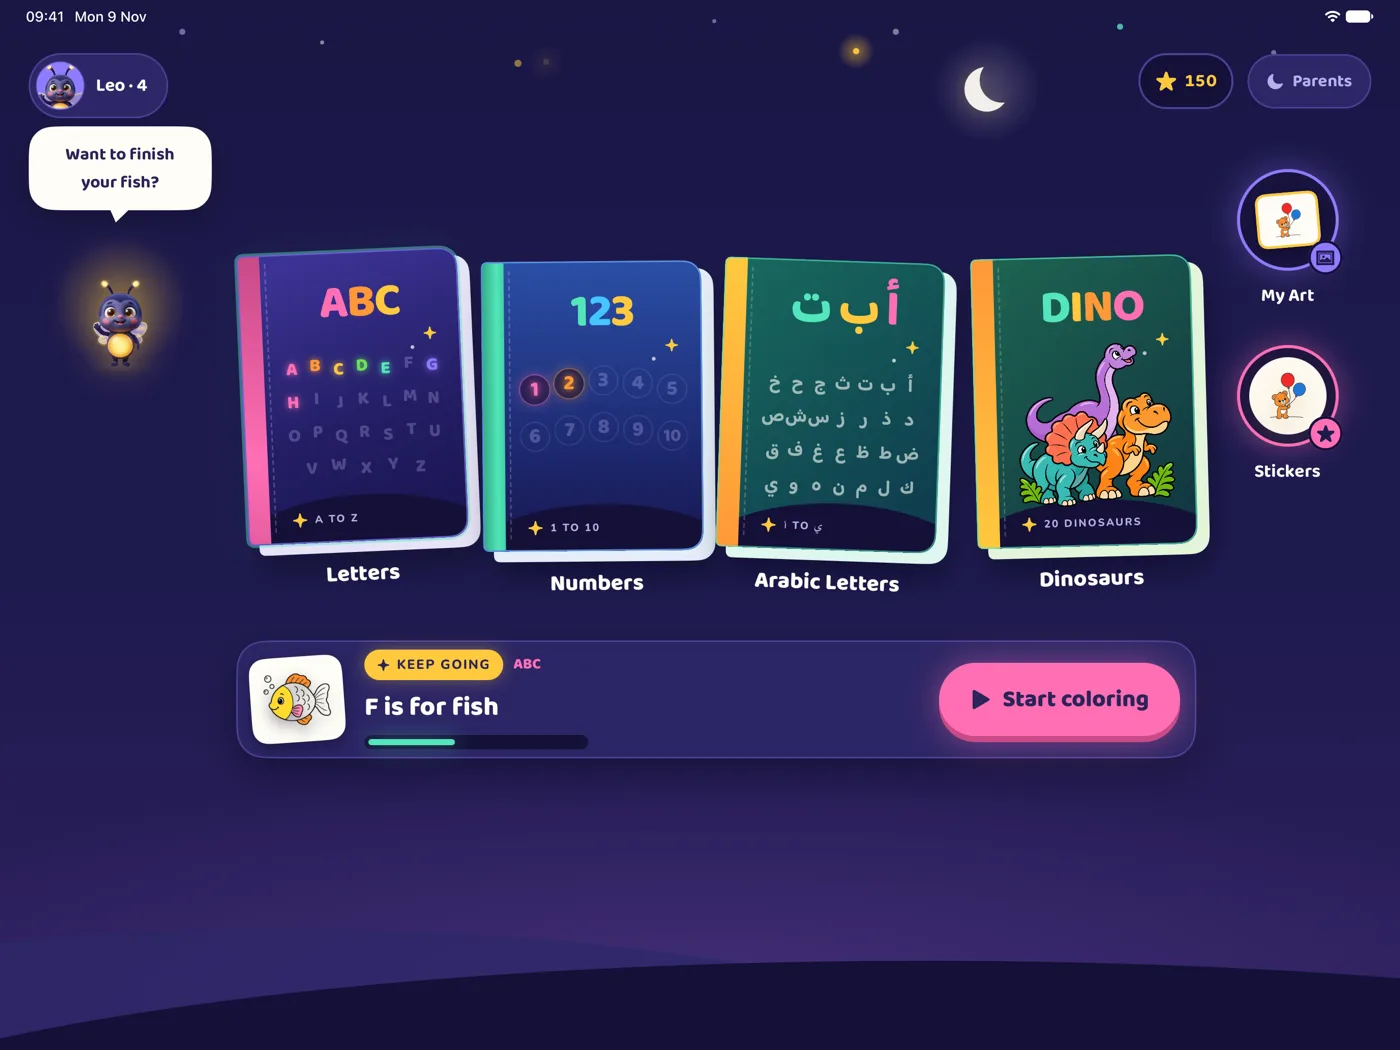 09:41 Mon 9 Nov
Leo · 4
150
Parents
Want to finish
your fish?
My Art
Stickers
ABC
A B C D E F G
H I J K L M N
O P Q R S T U
V W X Y Z
A TO Z
Letters
123
1 2 3 4 5
6 7 8 9 10
1 TO 10
Numbers
أ ب ت
أ ب ت ث ج ح خ
د ذ ر ز س ش ص
ض ط ظ ع غ ف ق
ك ل م ن ه و ي
ا TO ي
Arabic Letters
DINO
20 DINOSAURS
Dinosaurs
KEEP GOING ABC
F is for fish
Start coloring